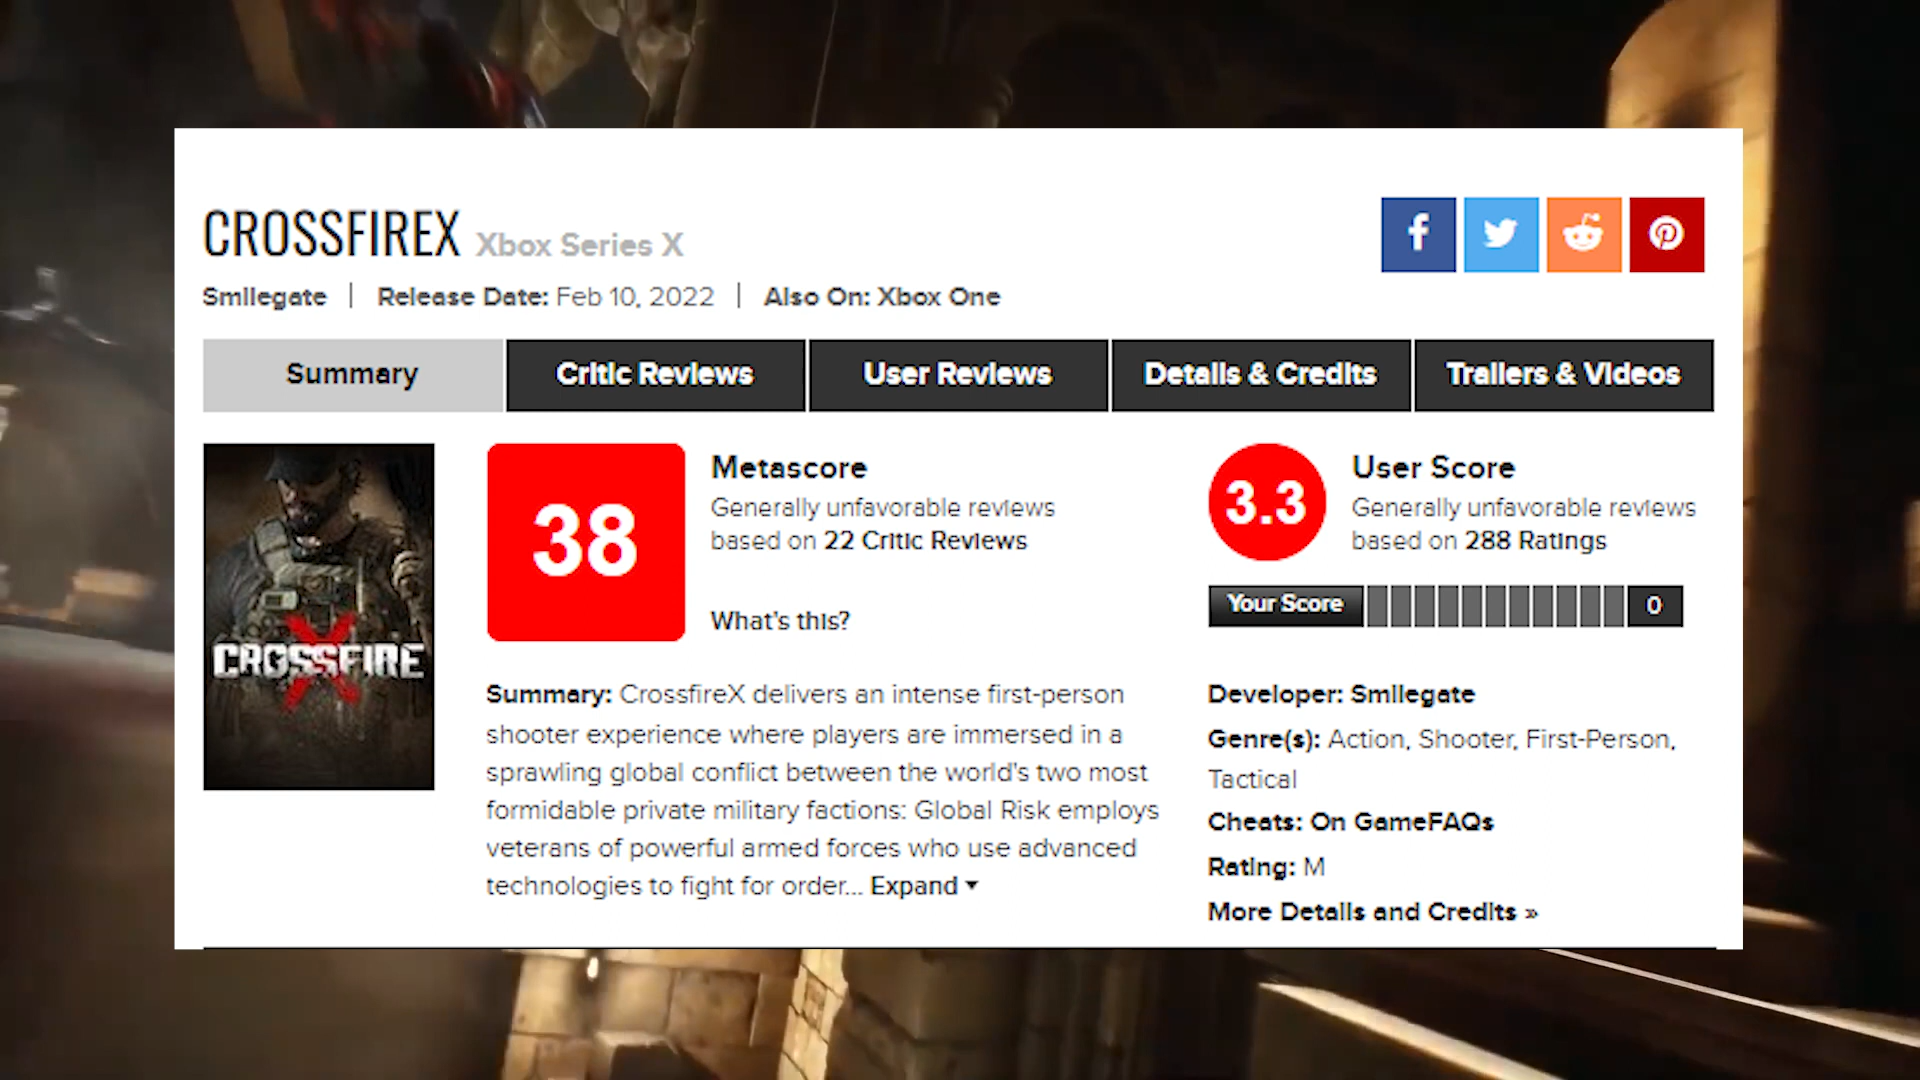 CROSSFIREX Xbox Series X
Smilegate | Release Date: Feb 10, 2022 | Also On: Xbox One
Summary
Critic Reviews
User Reviews
Details & Credits
Trailers & Videos
CROSSFIRE
X
38
Metascore
Generally unfavorable reviews
based on 22 Critic Reviews
What's this?
Summary: CrossfireX delivers an intense first-person
shooter experience where players are immersed in a
sprawling global conflict between the world's two most
formidable private military factions: Global Risk employs
veterans of powerful armed forces who use advanced
technologies to fight for order... Expand
3.3
User Score
Generally unfavorable reviews
based on 288 Ratings
Your Score
0
Developer: Smilegate
Genre(s): Action, Shooter, First-Person,
Tactical
Cheats: On GameFAQs
Rating: M
More Details and Credits »